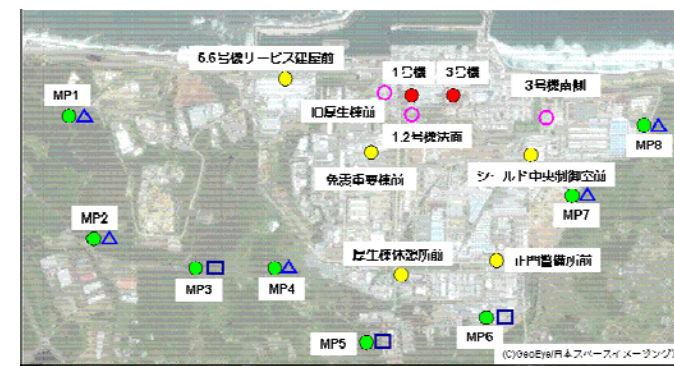 5.6号機サービス建屋前
1号機
3号機
3号機南側
MP1
旧厚生棟前
1.2号機法面
MP8
免震重要棟前
シールド中央制御室前
MP2
MP7
厚生棟休憩所前
正門警備所前
MP3
MP4
MP5
MP6
(C)GeoEye/日本スペースイメージング